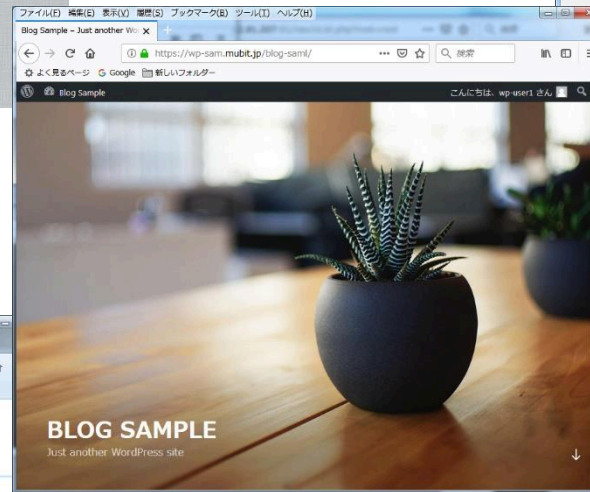 ファイル(F) 編集(E) 表示(V) 履歴(S) ブックマーク(B) ツール(T) ヘルプ(H)
Blog Sample – Just another Wor
https://wp-sam.mubit.jp/blog-saml/
検索
よく見るページ Google 新しいフォルダー
Blog Sample こんにちは、wp-user1 さん
BLOG SAMPLE
Just another WordPress site